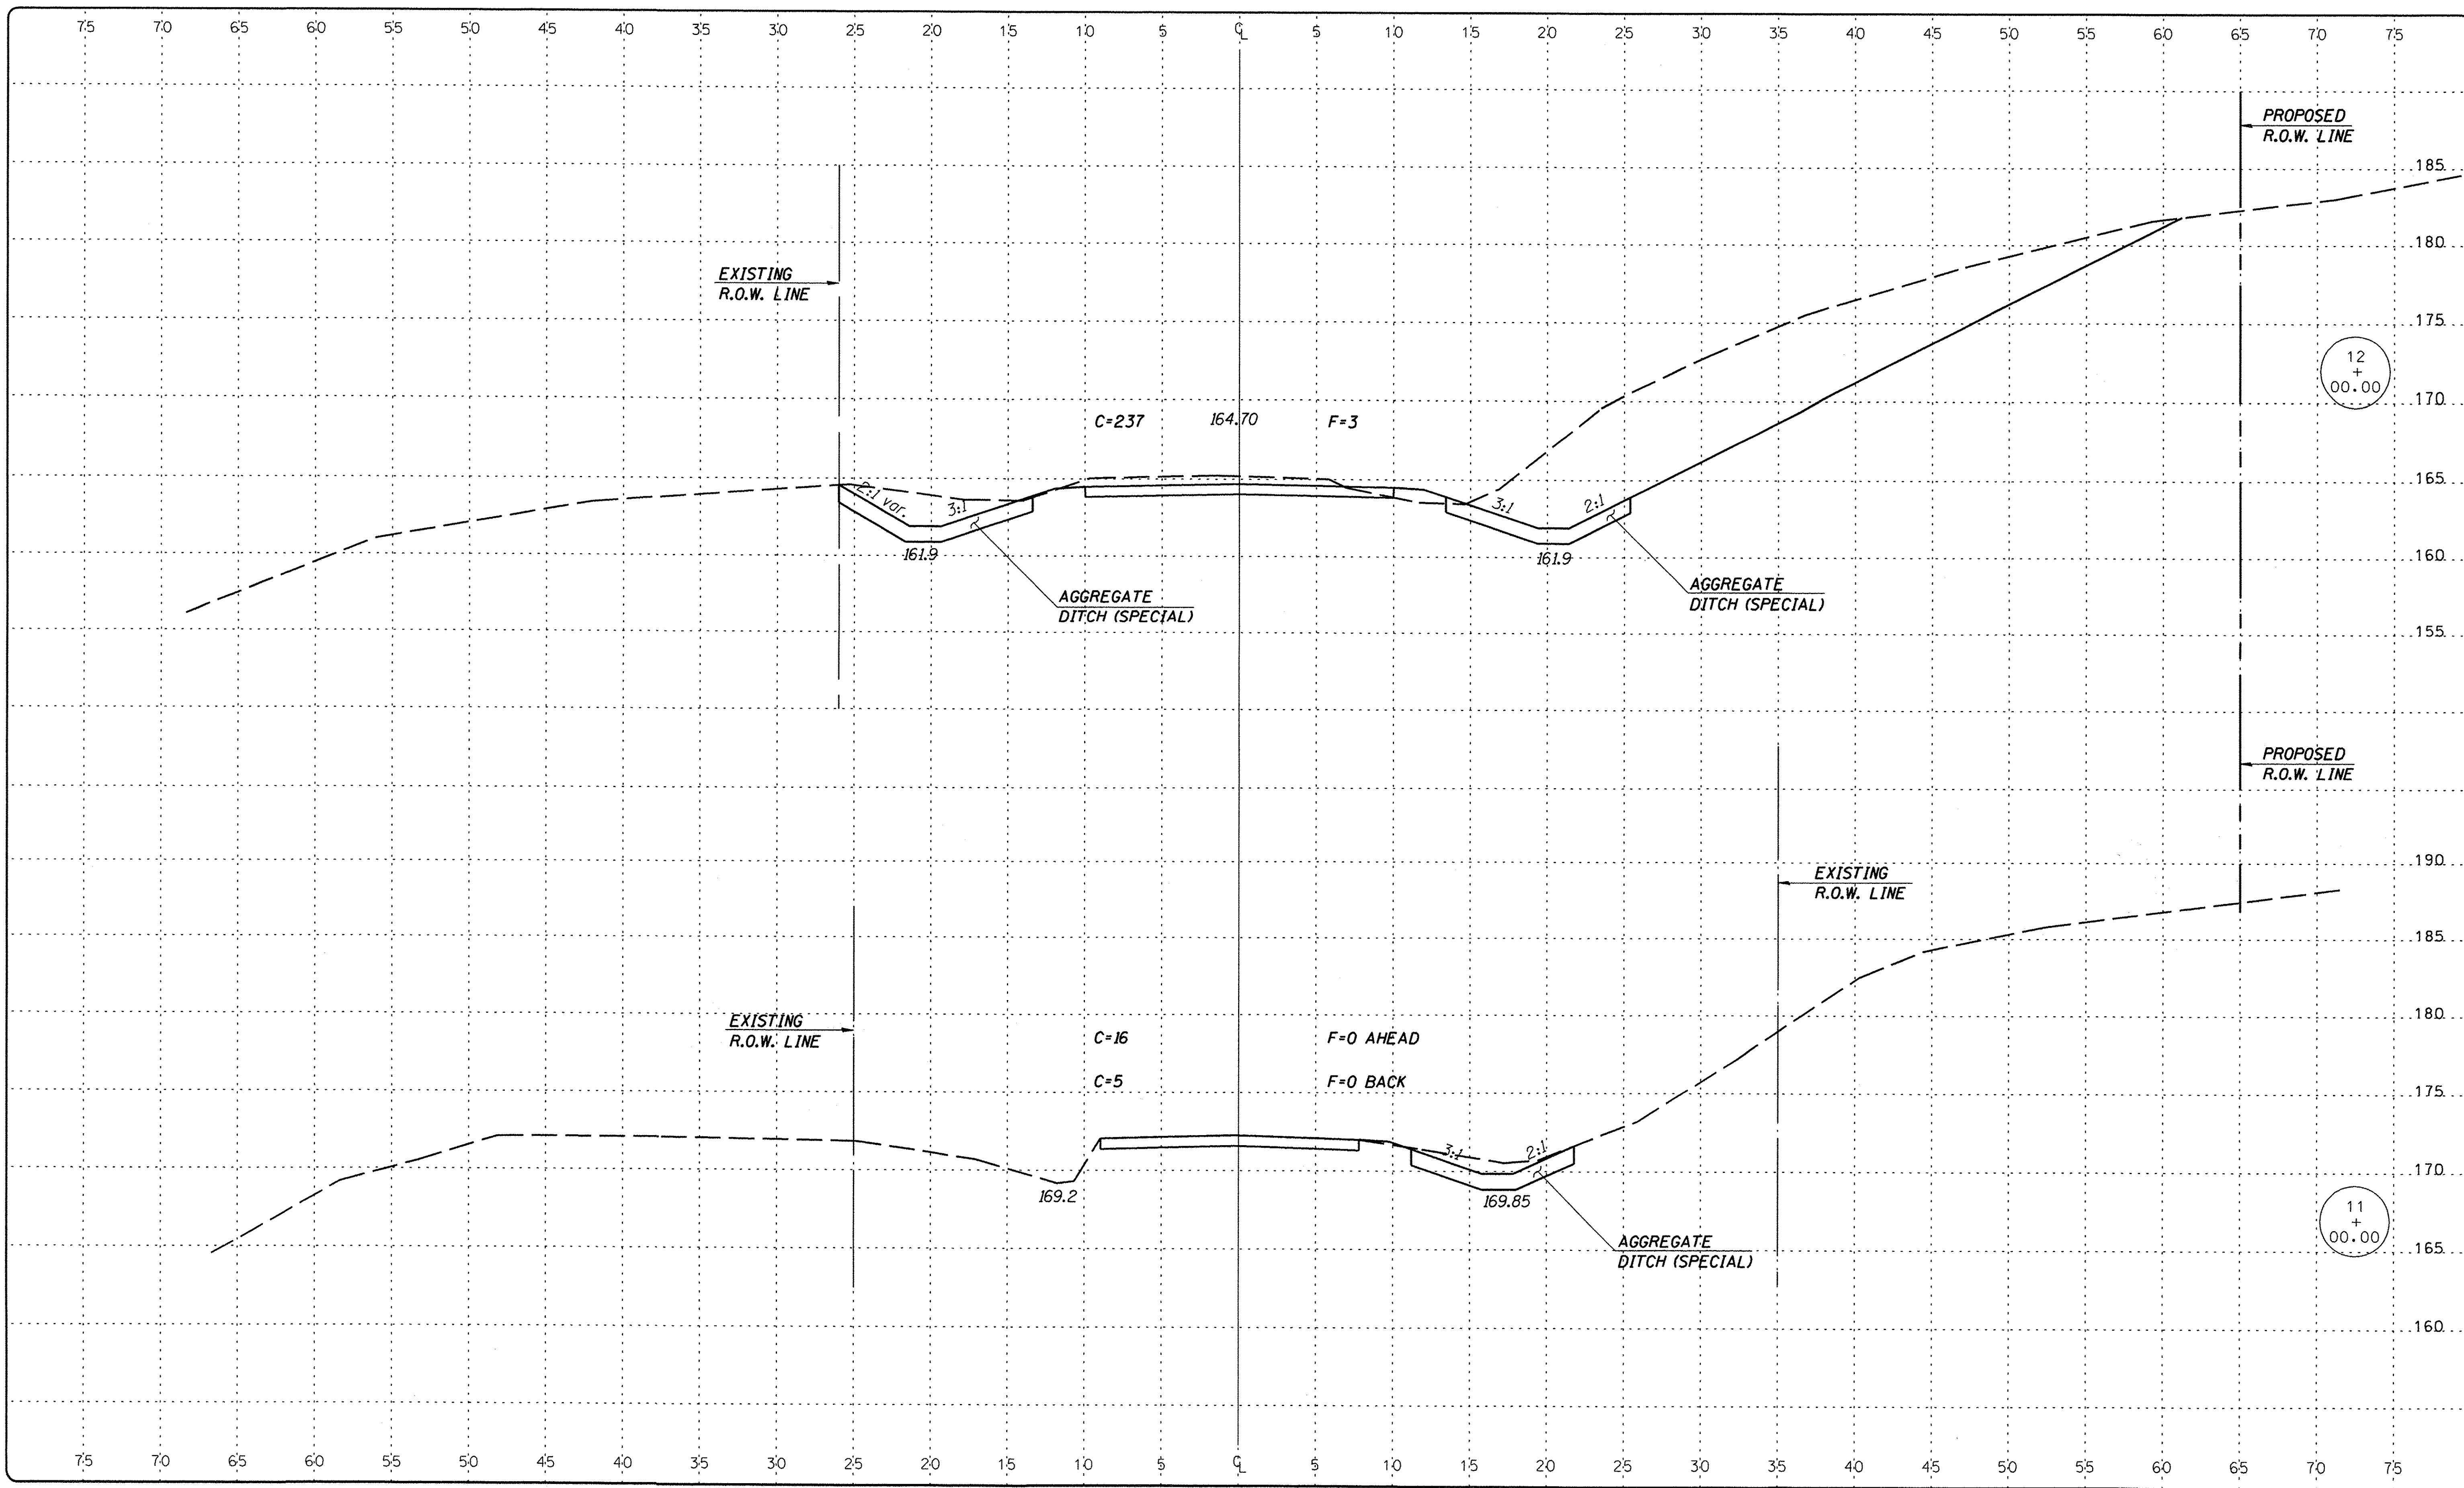 75 70 65 60 55 50 45 40 35 30 25 20 15 10 5 CL 5 10 15 20 25 30 35 40 45 50 55 60 65 70 75
PROPOSED
R.O.W. LINE
185
180
EXISTING
R.O.W. LINE
175
12
+
00.00
170
C=237 164.70 F=3
165
2:1 var. 3:1 3:1 2:1
161.9 161.9
160
AGGREGATE
DITCH (SPECIAL)
AGGREGATE
DITCH (SPECIAL)
155
PROPOSED
R.O.W. LINE
190
EXISTING
R.O.W. LINE
185
180
EXISTING
R.O.W. LINE
C=16 F=0 AHEAD
C=5 F=0 BACK
175
3:1 2:1
170
169.2 169.85
11
+
00.00
AGGREGATE
DITCH (SPECIAL)
165
160
75 70 65 60 55 50 45 40 35 30 25 20 15 10 5 CL 5 10 15 20 25 30 35 40 45 50 55 60 65 70 75